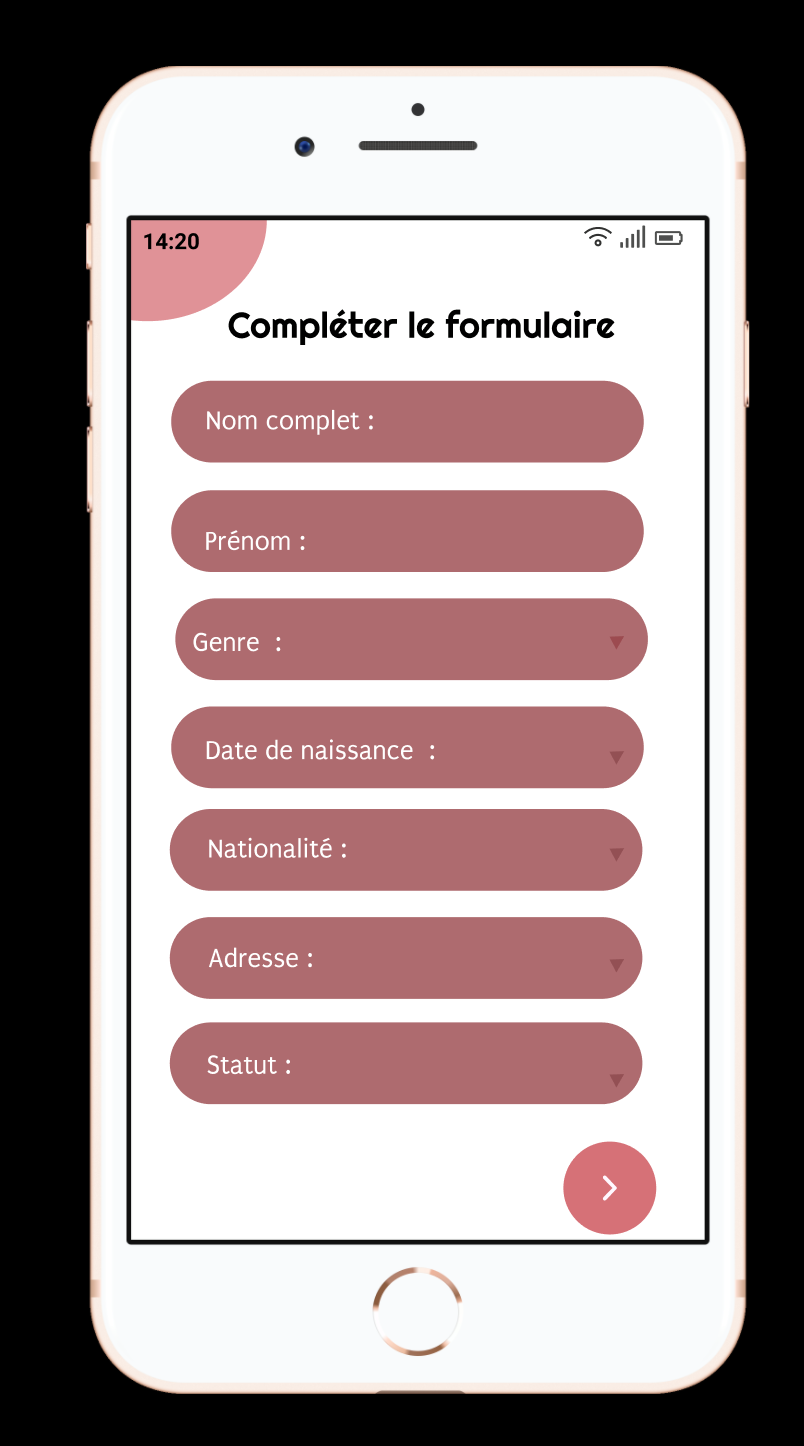 14:20
Compléter le formulaire
Nom complet :
Prénom :
Genre  :
Date de naissance  :
Nationalité :
Adresse :
Statut :